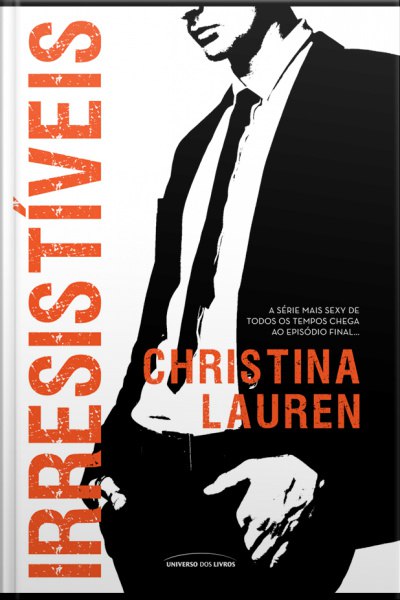 IRRESISTÍVEIS
A SÉRIE MAIS SEXY DE
TODOS OS TEMPOS CHEGA
AO EPISÓDIO FINAL...
CHRISTINA
LAUREN
UNIVERSO DOS LIVROS